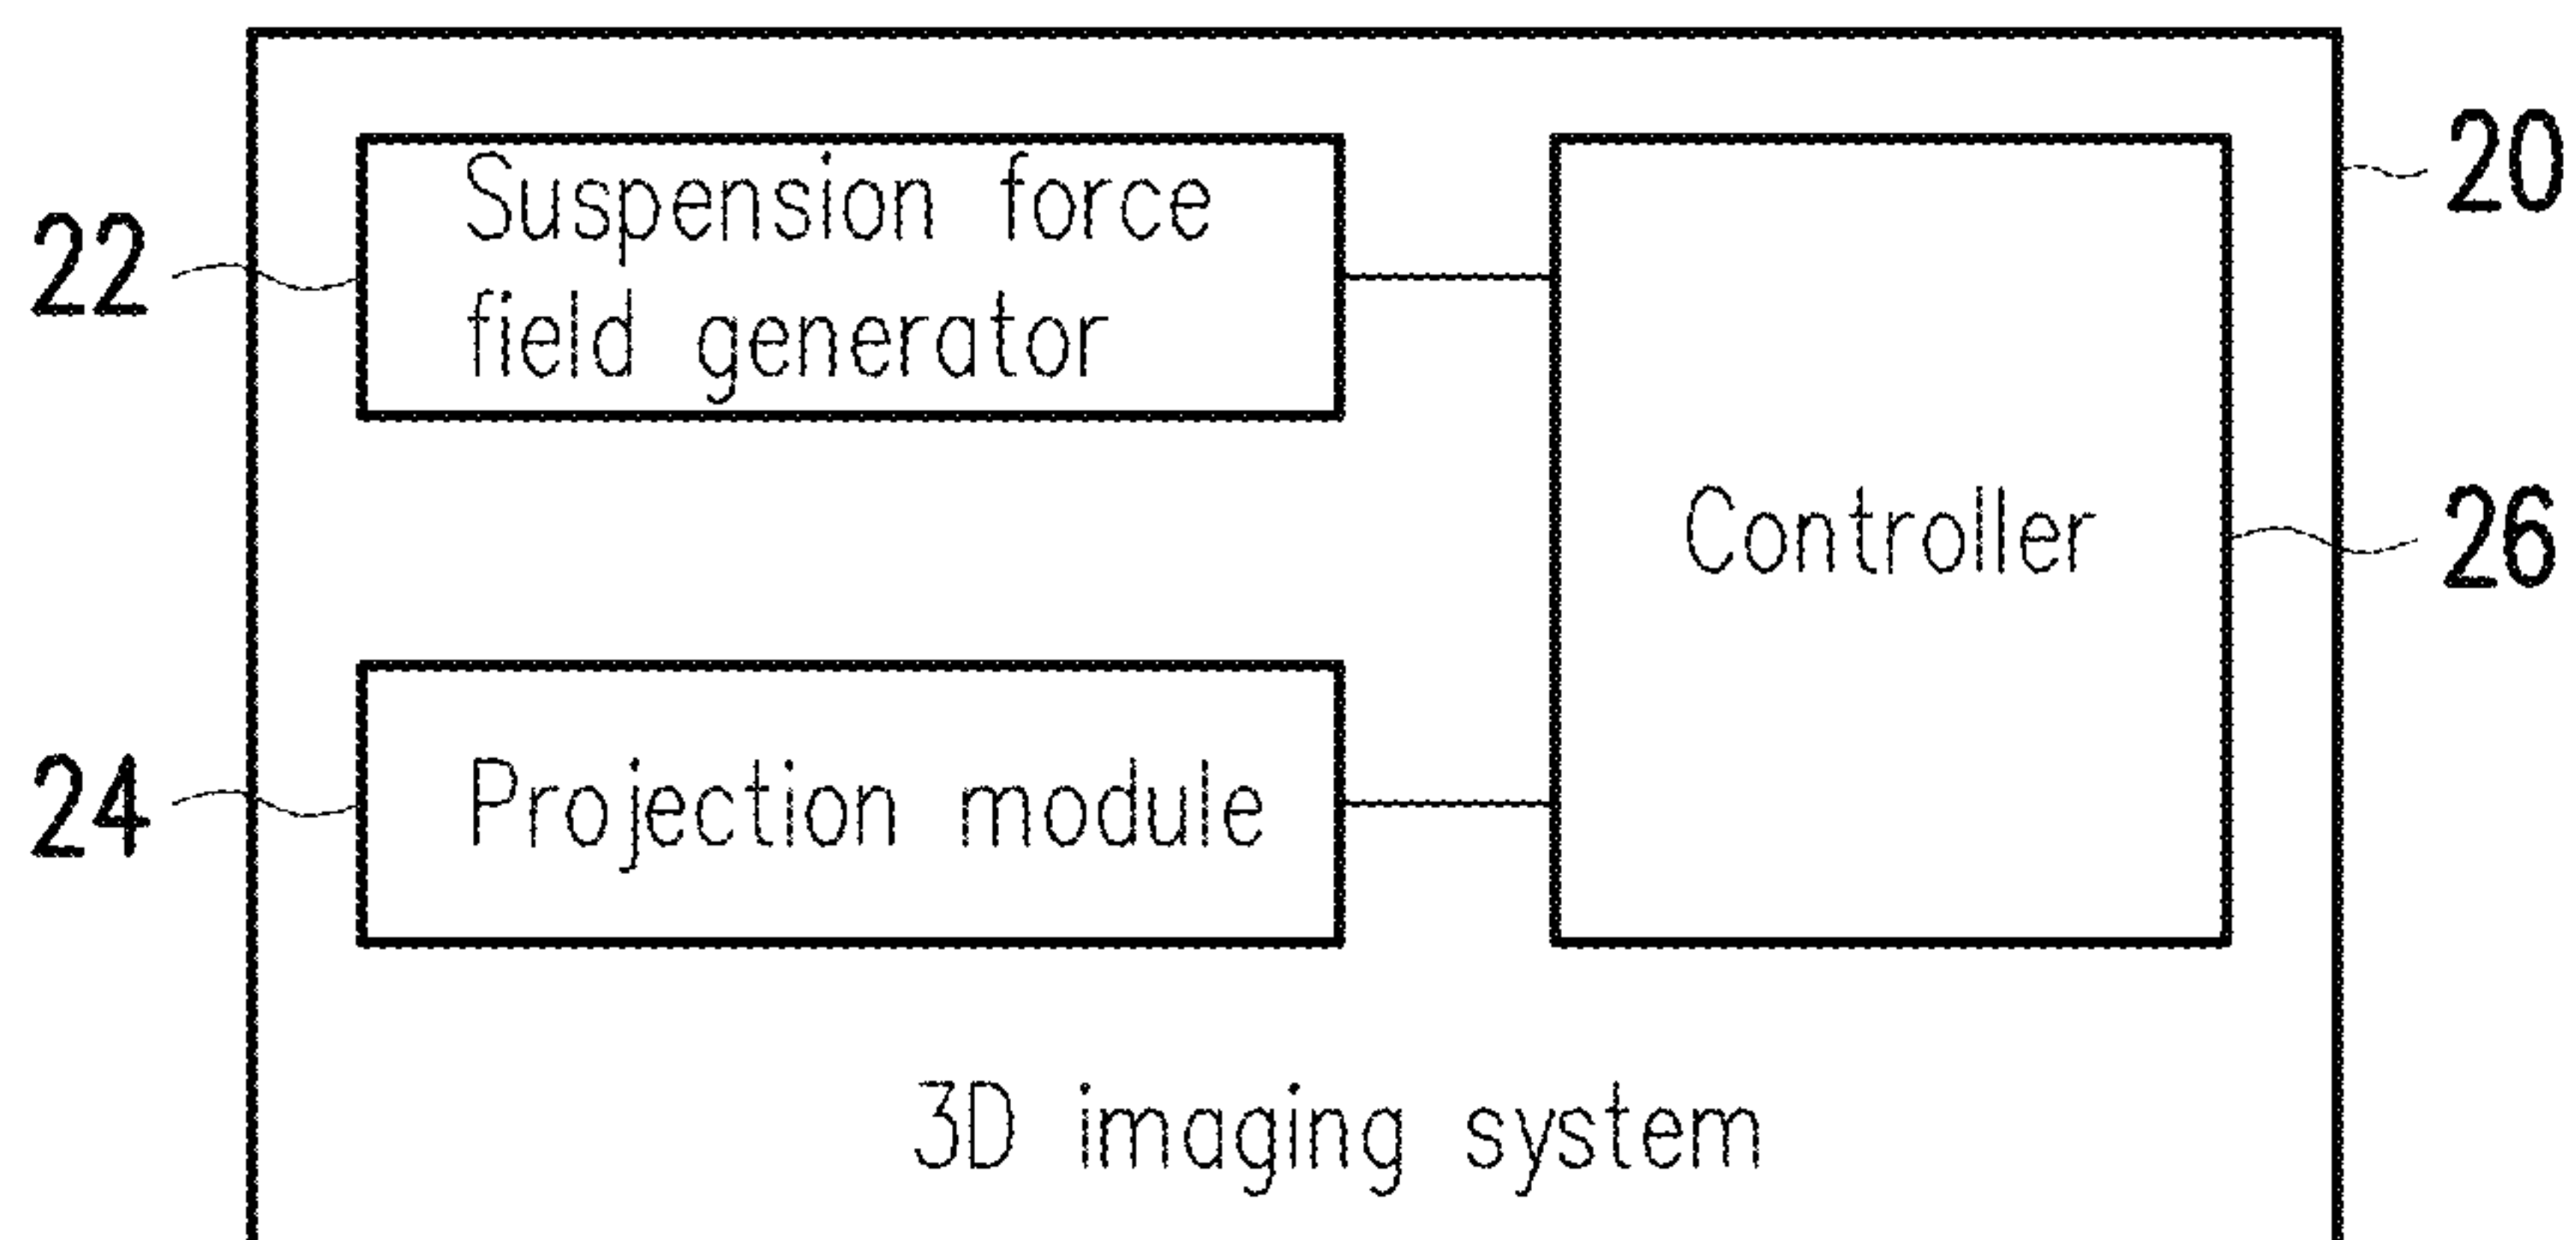 20
22
Suspension force
field generator
Controller
26
24
Projection module
3D imaging system